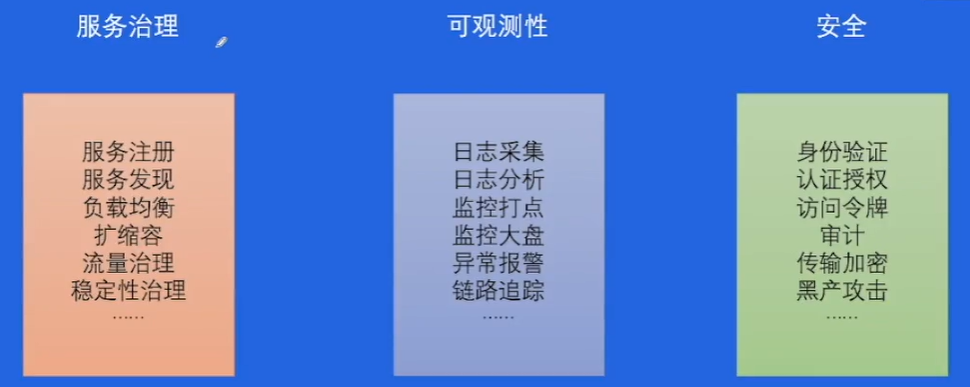 服务治理
服务注册
服务发现
负载均衡
扩缩容
流量治理
稳定性治理
......
可观测性
日志采集
日志分析
监控打点
监控大盘
异常报警
链路追踪
......
安全
身份验证
认证授权
访问令牌
审计
传输加密
黑产攻击
......